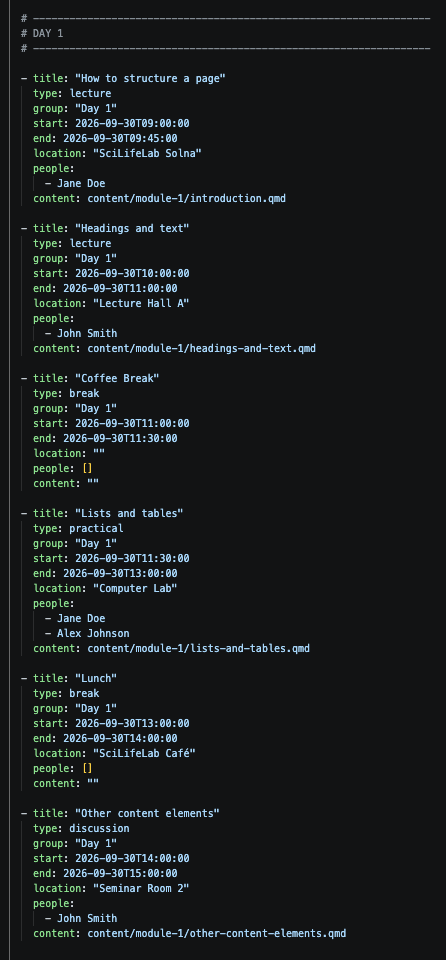 # ------------------------------------------------------------------
# DAY 1
# ------------------------------------------------------------------
- title: "How to structure a page"
type: lecture
group: "Day 1"
start: 2026-09-30T09:00:00
end: 2026-09-30T09:45:00
location: "SciLifeLab Solna"
people:
- Jane Doe
content: content/module-1/introduction.qmd
- title: "Headings and text"
type: lecture
group: "Day 1"
start: 2026-09-30T10:00:00
end: 2026-09-30T11:00:00
location: "Lecture Hall A"
people:
- John Smith
content: content/module-1/headings-and-text.qmd
- title: "Coffee Break"
type: break
group: "Day 1"
start: 2026-09-30T11:00:00
end: 2026-09-30T11:30:00
location: ""
people: []
content: ""
- title: "Lists and tables"
type: practical
group: "Day 1"
start: 2026-09-30T11:30:00
end: 2026-09-30T13:00:00
location: "Computer Lab"
people:
- Jane Doe
- Alex Johnson
content: content/module-1/lists-and-tables.qmd
- title: "Lunch"
type: break
group: "Day 1"
start: 2026-09-30T13:00:00
end: 2026-09-30T14:00:00
location: "SciLifeLab Café"
people: []
content: ""
- title: "Other content elements"
type: discussion
group: "Day 1"
start: 2026-09-30T14:00:00
end: 2026-09-30T15:00:00
location: "Seminar Room 2"
people:
- John Smith
content: content/module-1/other-content-elements.qmd